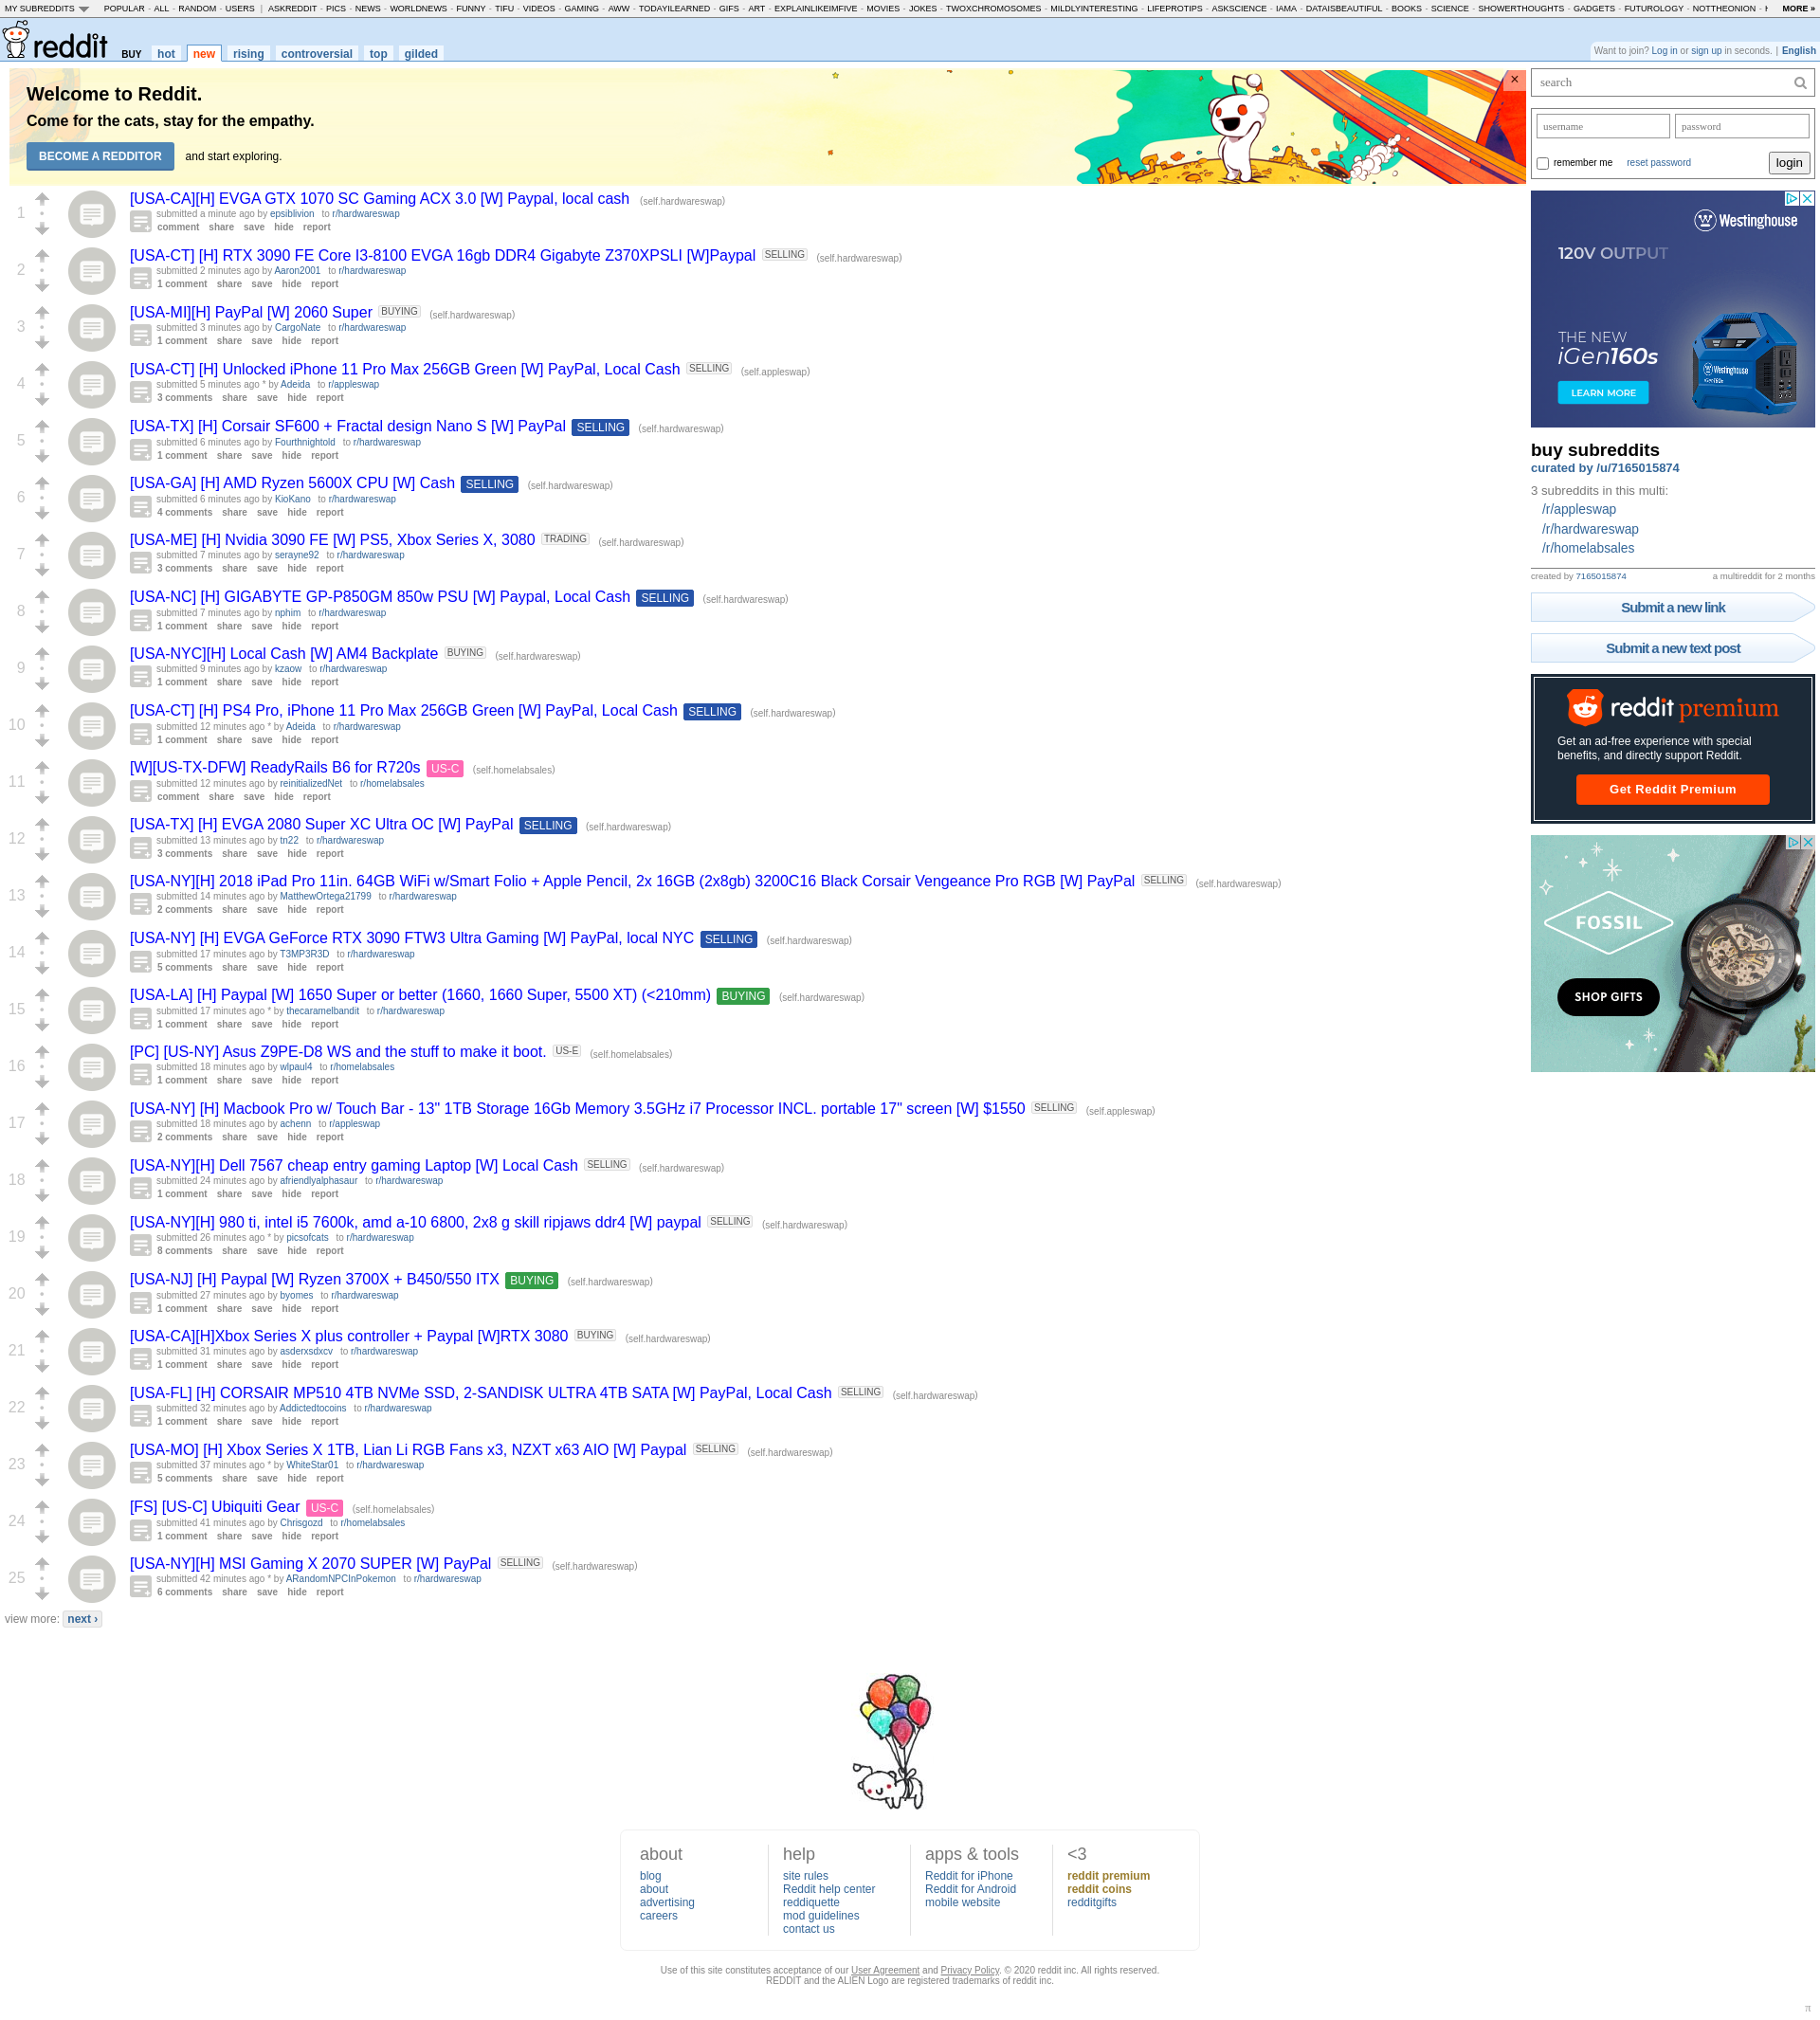 MY SUBREDDITS POPULAR - ALL - RANDOM - USERS | ASKREDDIT - PICS - NEWS - WORLDNEWS - FUNNY - TIFU - VIDEOS - GAMING - AWW - TODAYILEARNED - GIFS - ART - EXPLAINLIKEIMFIVE - MOVIES - JOKES - TWOXCHROMOSOMES - MILDLYINTERESTING - LIFEPROTIPS - ASKSCIENCE - IAMA - DATAISBEAUTIFUL - BOOKS - SCIENCE - SHOWERTHOUGHTS - GADGETS - FUTUROLOGY - NOTTHEONION - MORE »
reddit BUY hot new rising controversial top gilded
Want to join? Log in or sign up in seconds. | English
Welcome to Reddit.
Come for the cats, stay for the empathy.
BECOME A REDDITOR and start exploring.
×
1
[USA-CA][H] EVGA GTX 1070 SC Gaming ACX 3.0 [W] Paypal, local cash (self.hardwareswap)
submitted a minute ago by epsiblivion to r/hardwareswap
comment share save hide report
2
[USA-CT] [H] RTX 3090 FE Core I3-8100 EVGA 16gb DDR4 Gigabyte Z370XPSLI [W]Paypal SELLING (self.hardwareswap)
submitted 2 minutes ago by Aaron2001 to r/hardwareswap
1 comment share save hide report
3
[USA-MI][H] PayPal [W] 2060 Super BUYING (self.hardwareswap)
submitted 3 minutes ago by CargoNate to r/hardwareswap
1 comment share save hide report
4
[USA-CT] [H] Unlocked iPhone 11 Pro Max 256GB Green [W] PayPal, Local Cash SELLING (self.appleswap)
submitted 5 minutes ago * by Adeida to r/appleswap
3 comments share save hide report
5
[USA-TX] [H] Corsair SF600 + Fractal design Nano S [W] PayPal SELLING (self.hardwareswap)
submitted 6 minutes ago by Fourthnightold to r/hardwareswap
1 comment share save hide report
6
[USA-GA] [H] AMD Ryzen 5600X CPU [W] Cash SELLING (self.hardwareswap)
submitted 6 minutes ago by KioKano to r/hardwareswap
4 comments share save hide report
7
[USA-ME] [H] Nvidia 3090 FE [W] PS5, Xbox Series X, 3080 TRADING (self.hardwareswap)
submitted 7 minutes ago by serayne92 to r/hardwareswap
3 comments share save hide report
8
[USA-NC] [H] GIGABYTE GP-P850GM 850w PSU [W] Paypal, Local Cash SELLING (self.hardwareswap)
submitted 7 minutes ago by nphim to r/hardwareswap
1 comment share save hide report
9
[USA-NYC][H] Local Cash [W] AM4 Backplate BUYING (self.hardwareswap)
submitted 9 minutes ago by kzaow to r/hardwareswap
1 comment share save hide report
10
[USA-CT] [H] PS4 Pro, iPhone 11 Pro Max 256GB Green [W] PayPal, Local Cash SELLING (self.hardwareswap)
submitted 12 minutes ago * by Adeida to r/hardwareswap
1 comment share save hide report
11
[W][US-TX-DFW] ReadyRails B6 for R720s US-C (self.homelabsales)
submitted 12 minutes ago by reinitializedNet to r/homelabsales
comment share save hide report
12
[USA-TX] [H] EVGA 2080 Super XC Ultra OC [W] PayPal SELLING (self.hardwareswap)
submitted 13 minutes ago by tn22 to r/hardwareswap
3 comments share save hide report
13
[USA-NY][H] 2018 iPad Pro 11in. 64GB WiFi w/Smart Folio + Apple Pencil, 2x 16GB (2x8gb) 3200C16 Black Corsair Vengeance Pro RGB [W] PayPal SELLING (self.hardwareswap)
submitted 14 minutes ago by MatthewOrtega21799 to r/hardwareswap
2 comments share save hide report
14
[USA-NY] [H] EVGA GeForce RTX 3090 FTW3 Ultra Gaming [W] PayPal, local NYC SELLING (self.hardwareswap)
submitted 17 minutes ago by T3MP3R3D to r/hardwareswap
5 comments share save hide report
15
[USA-LA] [H] Paypal [W] 1650 Super or better (1660, 1660 Super, 5500 XT) (<210mm) BUYING (self.hardwareswap)
submitted 17 minutes ago * by thecaramelbandit to r/hardwareswap
1 comment share save hide report
16
[PC] [US-NY] Asus Z9PE-D8 WS and the stuff to make it boot. US-E (self.homelabsales)
submitted 18 minutes ago by wlpaul4 to r/homelabsales
1 comment share save hide report
17
[USA-NY] [H] Macbook Pro w/ Touch Bar - 13" 1TB Storage 16Gb Memory 3.5GHz i7 Processor INCL. portable 17" screen [W] $1550 SELLING (self.appleswap)
submitted 18 minutes ago by achenn to r/appleswap
2 comments share save hide report
18
[USA-NY][H] Dell 7567 cheap entry gaming Laptop [W] Local Cash SELLING (self.hardwareswap)
submitted 24 minutes ago by afriendlyalphasaur to r/hardwareswap
1 comment share save hide report
19
[USA-NY][H] 980 ti, intel i5 7600k, amd a-10 6800, 2x8 g skill ripjaws ddr4 [W] paypal SELLING (self.hardwareswap)
submitted 26 minutes ago * by picsofcats to r/hardwareswap
8 comments share save hide report
20
[USA-NJ] [H] Paypal [W] Ryzen 3700X + B450/550 ITX BUYING (self.hardwareswap)
submitted 27 minutes ago by byomes to r/hardwareswap
1 comment share save hide report
21
[USA-CA][H]Xbox Series X plus controller + Paypal [W]RTX 3080 BUYING (self.hardwareswap)
submitted 31 minutes ago by asderxsdxcv to r/hardwareswap
1 comment share save hide report
22
[USA-FL] [H] CORSAIR MP510 4TB NVMe SSD, 2-SANDISK ULTRA 4TB SATA [W] PayPal, Local Cash SELLING (self.hardwareswap)
submitted 32 minutes ago by Addictedtocoins to r/hardwareswap
1 comment share save hide report
23
[USA-MO] [H] Xbox Series X 1TB, Lian Li RGB Fans x3, NZXT x63 AIO [W] Paypal SELLING (self.hardwareswap)
submitted 37 minutes ago * by WhiteStar01 to r/hardwareswap
5 comments share save hide report
24
[FS] [US-C] Ubiquiti Gear US-C (self.homelabsales)
submitted 41 minutes ago by Chrisgozd to r/homelabsales
1 comment share save hide report
25
[USA-NY][H] MSI Gaming X 2070 SUPER [W] PayPal SELLING (self.hardwareswap)
submitted 42 minutes ago * by ARandomNPCInPokemon to r/hardwareswap
6 comments share save hide report
view more: next ›
search
username password
remember me reset password login
Westinghouse
120V OUTPUT
THE NEW
iGen160s
Westinghouse
LEARN MORE
buy subreddits
curated by /u/7165015874
3 subreddits in this multi:
/r/appleswap
/r/hardwareswap
/r/homelabsales
created by 7165015874 a multireddit for 2 months
Submit a new link
Submit a new text post
reddit premium
Get an ad-free experience with special
benefits, and directly support Reddit.
Get Reddit Premium
FOSSIL
SHOP GIFTS
about
blog
about
advertising
careers
help
site rules
Reddit help center
reddiquette
mod guidelines
contact us
apps & tools
Reddit for iPhone
Reddit for Android
mobile website
<3
reddit premium
reddit coins
redditgifts
Use of this site constitutes acceptance of our User Agreement and Privacy Policy. © 2020 reddit inc. All rights reserved.
REDDIT and the ALIEN Logo are registered trademarks of reddit inc.
π